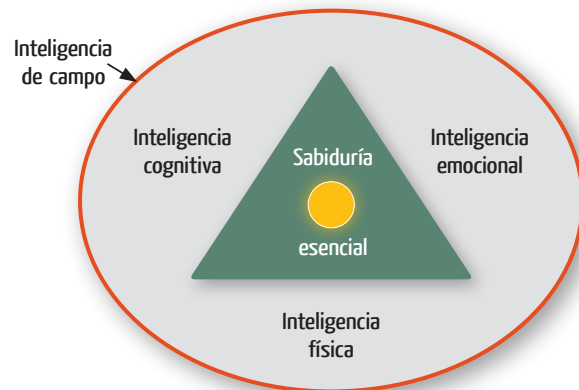 Inteligencia
de campo
Inteligencia
cognitiva
Sabiduría
esencial
Inteligencia
emocional
Inteligencia
física